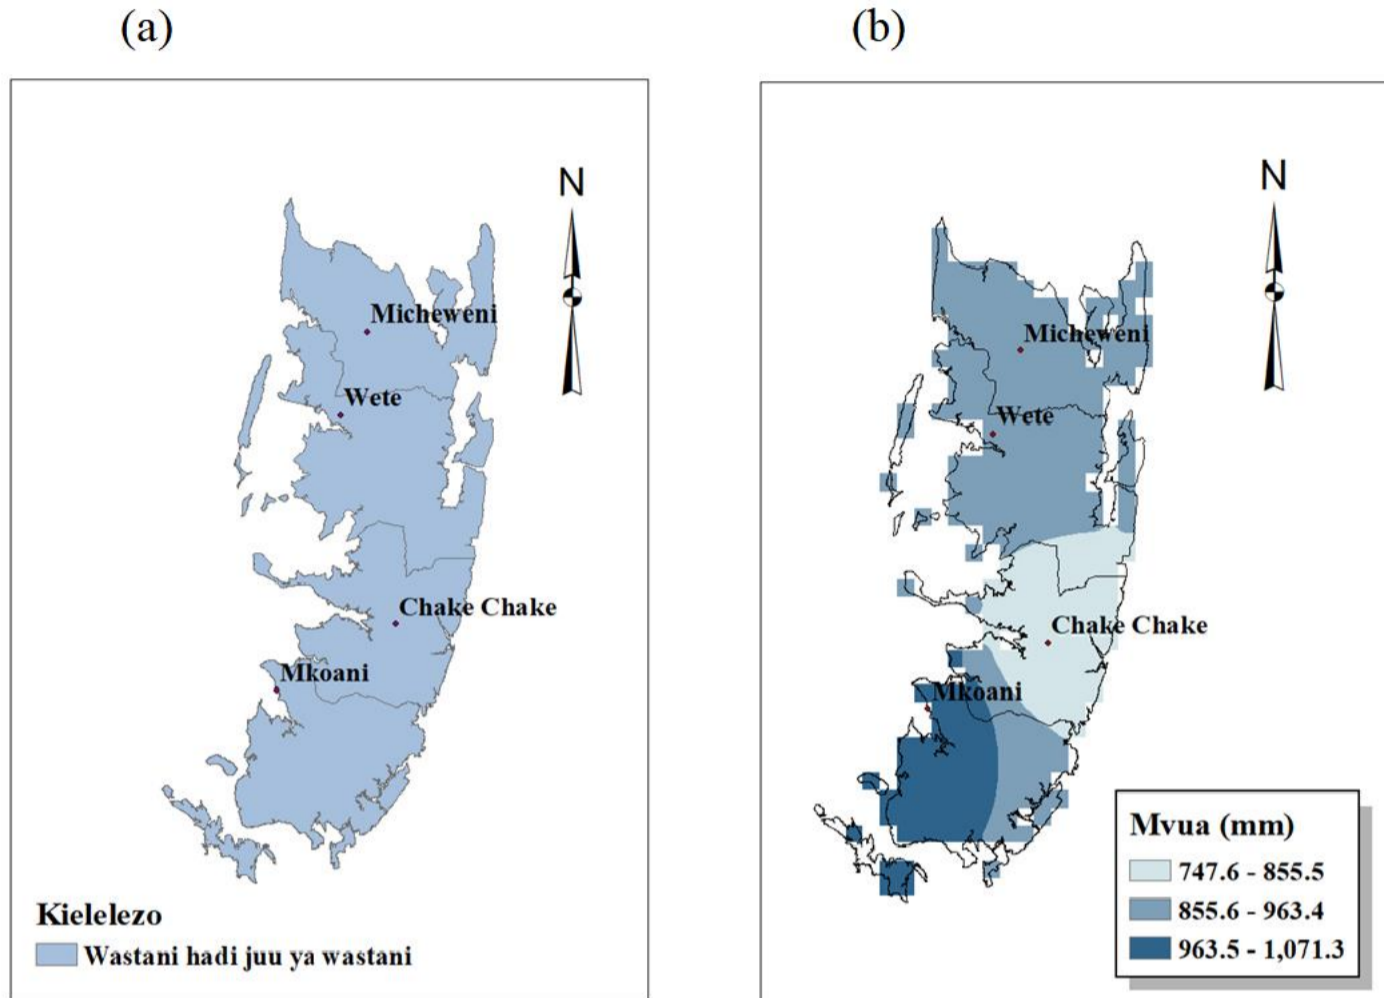 (a)
N
Micheweni
Wete
Chake Chake
Mkoani
Kielelezo
Wastani hadi juu ya wastani
(b)
N
Micheweni
Wete
Chake Chake
Mkoani
Mvua (mm)
747.6 - 855.5
855.6 - 963.4
963.5 - 1,071.3